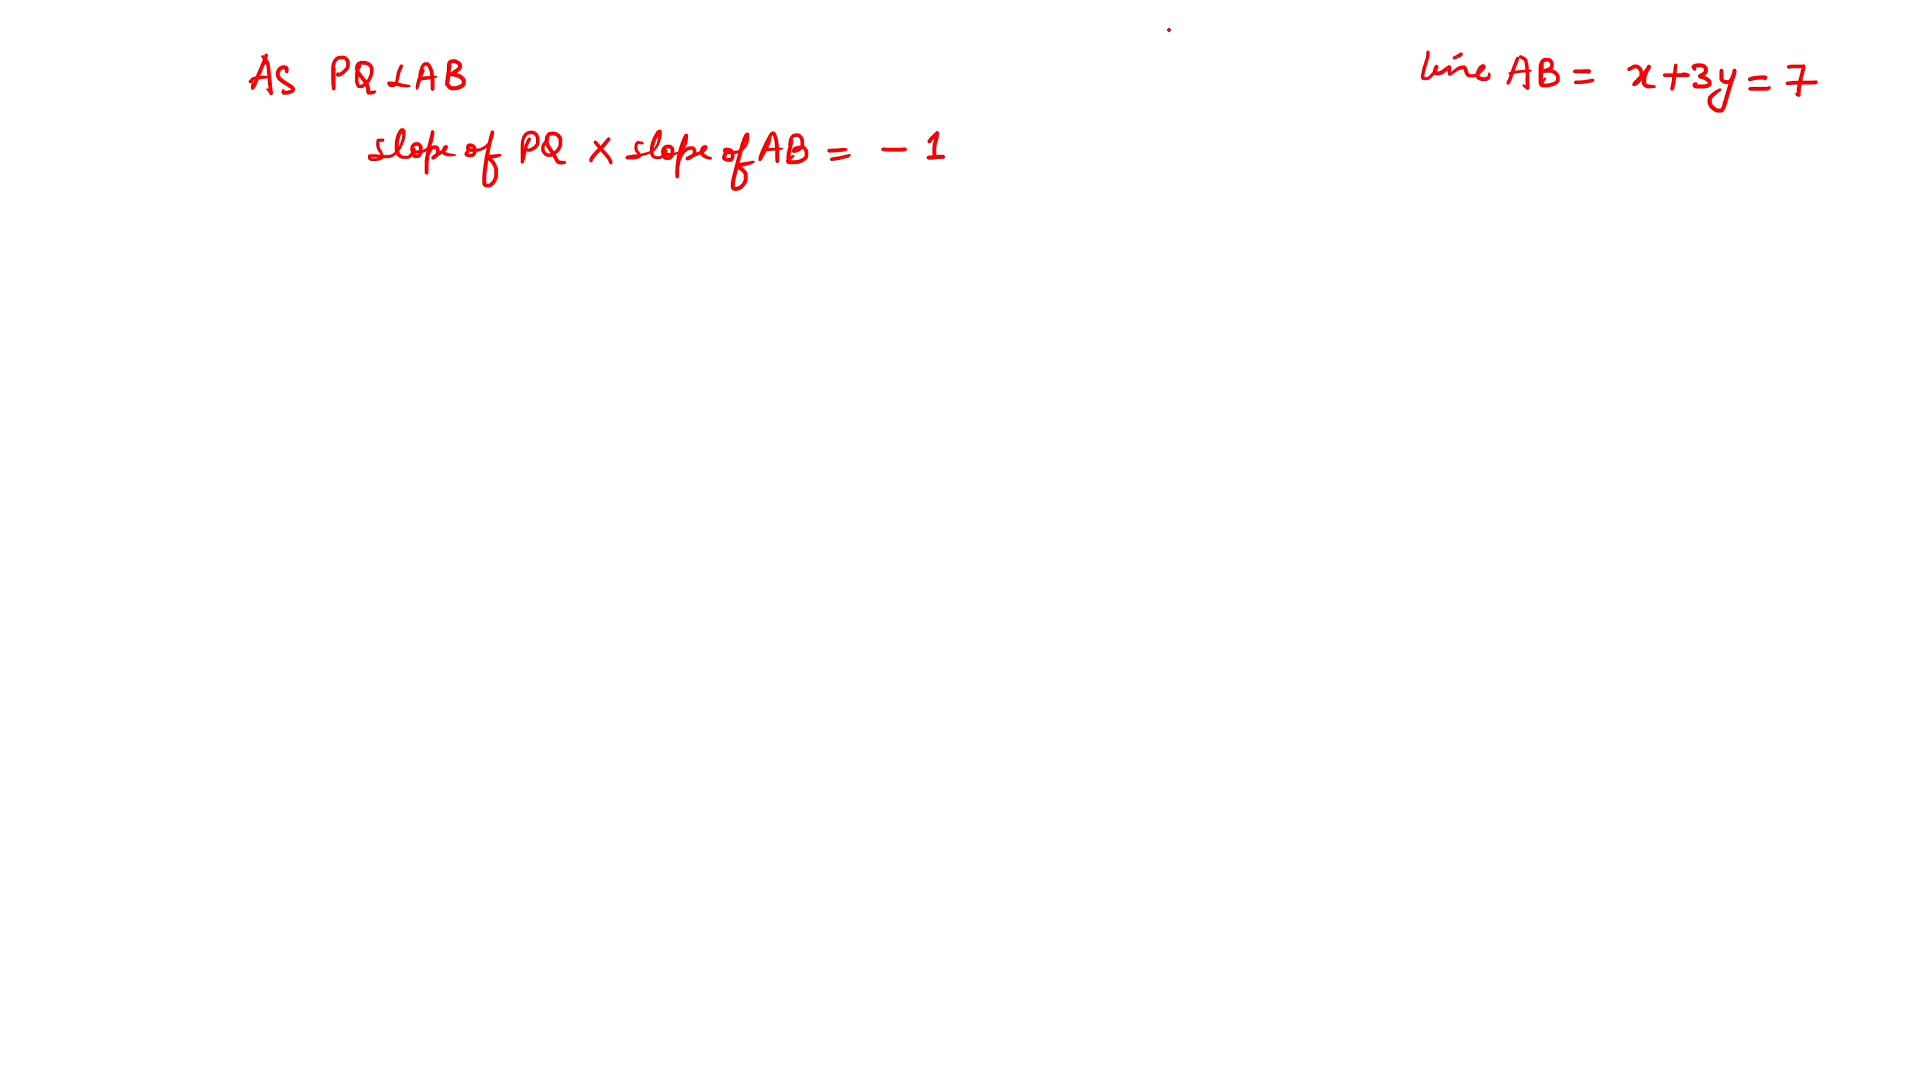 As PQ⊥AB
line AB = x+3y=7
slope of PQ × slope of AB = -1